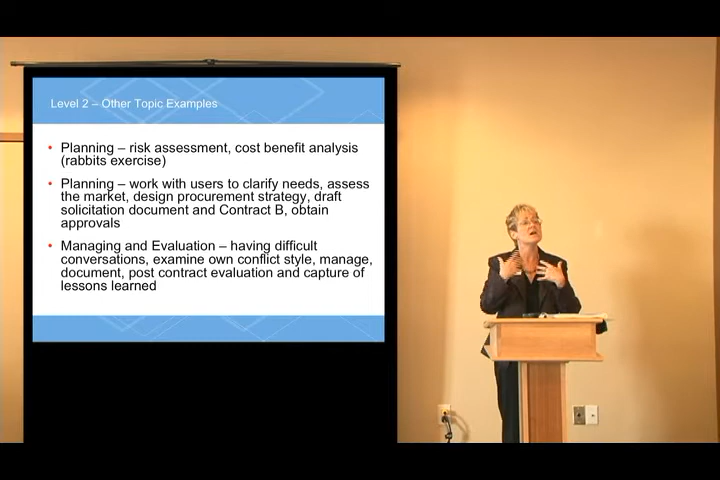 Level 2 – Other Topic Examples
• Planning – risk assessment, cost benefit analysis
(rabbits exercise)
• Planning – work with users to clarify needs, assess
the market, design procurement strategy, draft
solicitation document and Contract B, obtain
approvals
• Managing and Evaluation – having difficult
conversations, examine own conflict style, manage,
document, post contract evaluation and capture of
lessons learned